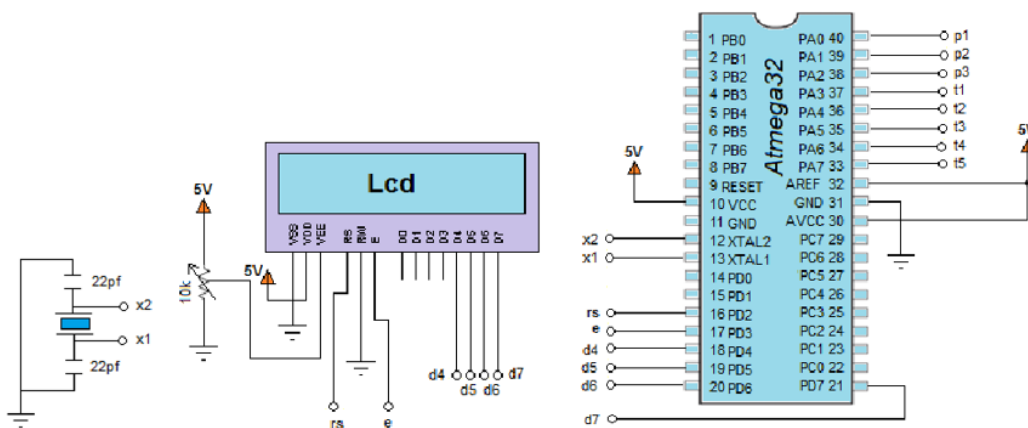 22pf
x2
x1
22pf
5V
10k
5V
Lcd
VSS VDD VEE RS RW E D0 D1 D2 D3 D4 D5 D6 D7
d4 d5 d6 d7
rs e
Atmega32
5V
5V
1 PB0 PA0 40 p1
2 PB1 PA1 39 p2
3 PB2 PA2 38 p3
4 PB3 PA3 37 t1
5 PB4 PA4 36 t2
6 PB5 PA5 35 t3
7 PB6 PA6 34 t4
8 PB7 PA7 33 t5
9 RESET AREF 32
10 VCC GND 31
11 GND AVCC 30
x2 12 XTAL2 PC7 29
x1 13 XTAL1 PC6 28
14 PD0 PC5 27
15 PD1 PC4 26
rs 16 PD2 PC3 25
e 17 PD3 PC2 24
d4 18 PD4 PC1 23
d5 19 PD5 PC0 22
d6 20 PD6 PD7 21
d7